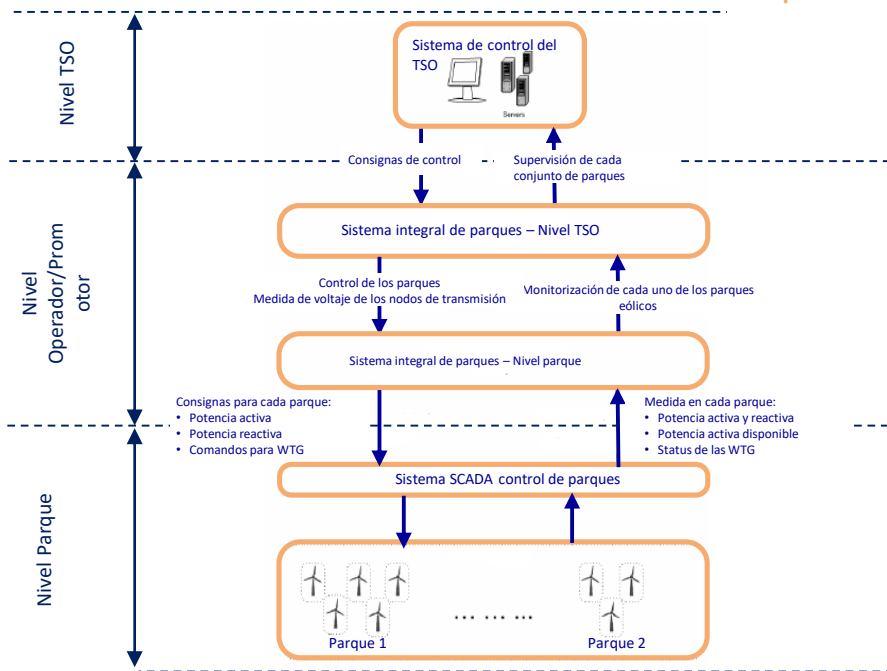 Nivel TSO
Sistema de control del
TSO
Servers
Consignas de control
Supervisión de cada
conjunto de parques
Nivel
Operador/Prom
otor
Sistema integral de parques – Nivel TSO
Control de los parques
Medida de voltaje de los nodos de transmisión
Monitorización de cada uno de los parques
eólicos
Sistema integral de parques – Nivel parque
Consignas para cada parque:
• Potencia activa
• Potencia reactiva
• Comandos para WTG
Medida en cada parque:
• Potencia activa y reactiva
• Potencia activa disponible
• Status de las WTG
Nivel Parque
Sistema SCADA control de parques
... ... ...
Parque 1
Parque 2